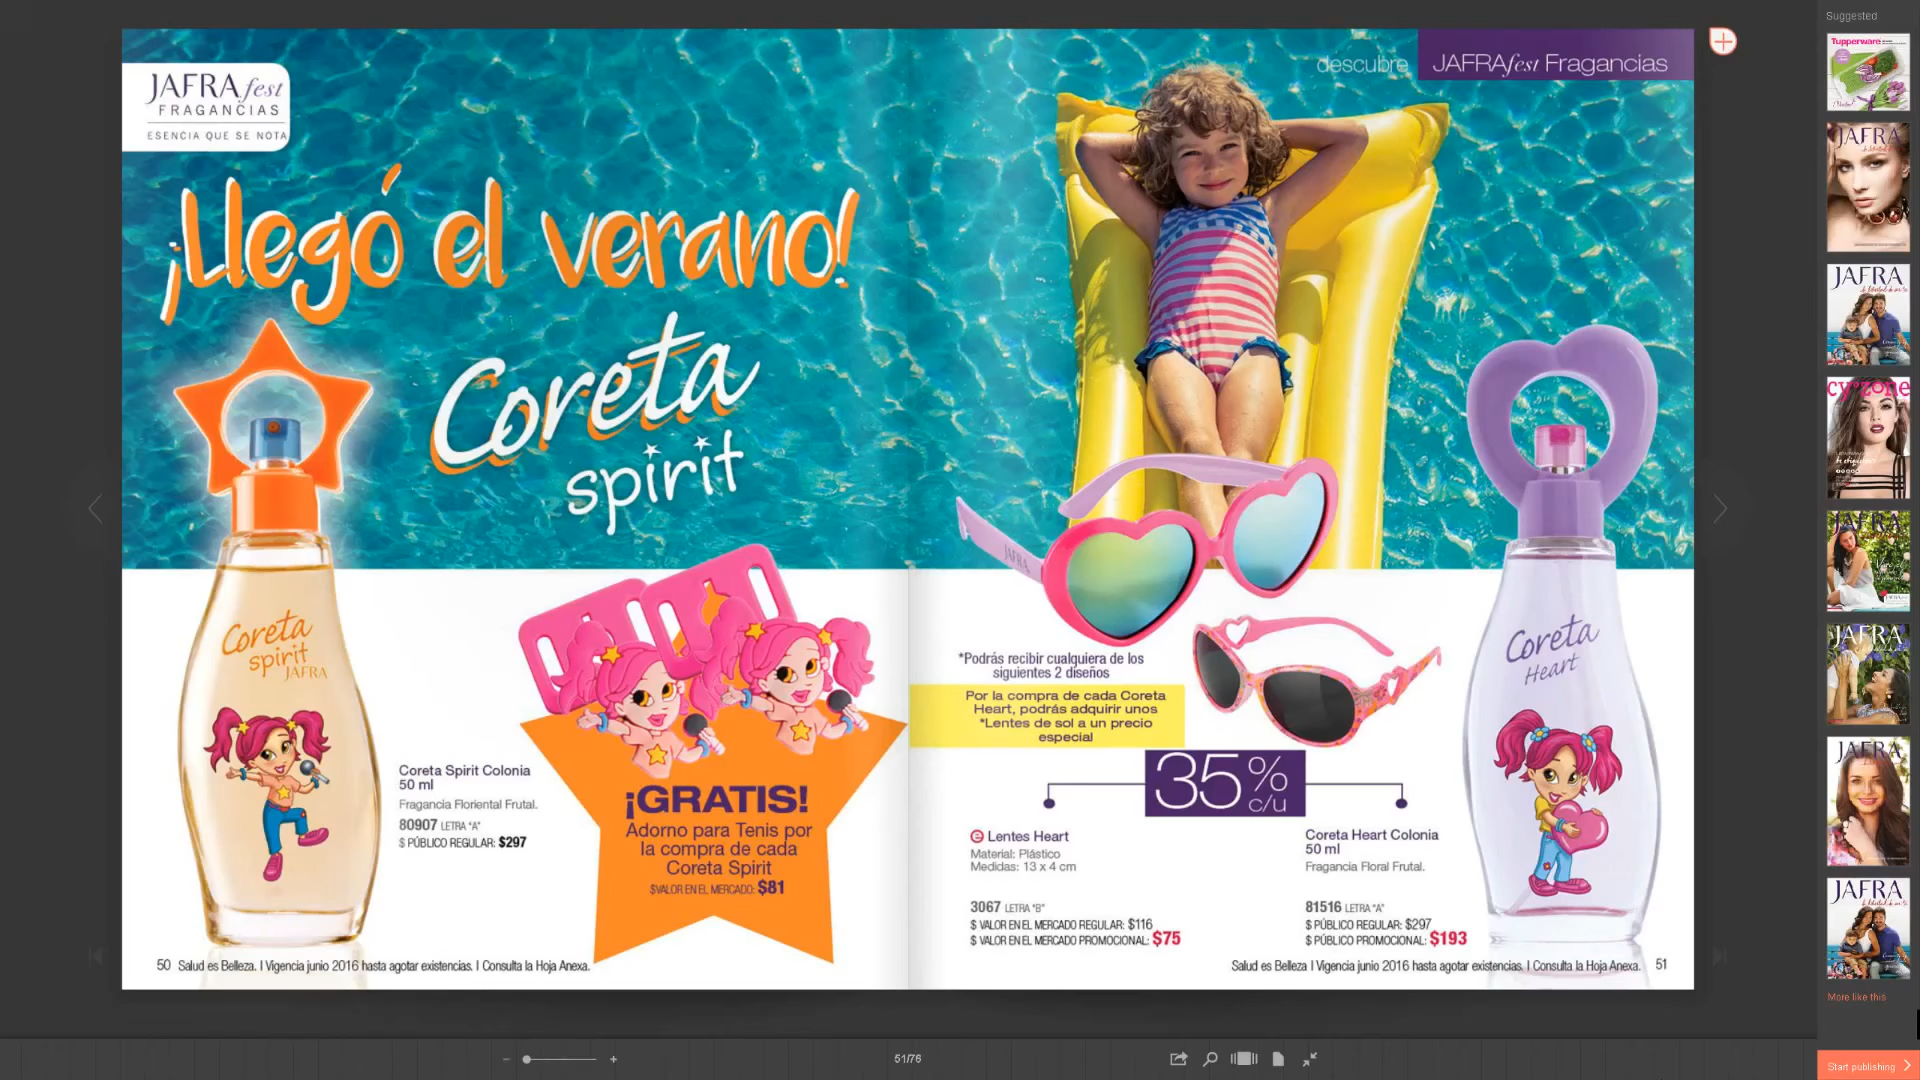 JAFRA fest
FRAGANCIAS
ESENCIA QUE SE NOTA
descubre
JAFRAfest Fragancias
¡Llegó el verano!
Coreta
spirit
Coreta
spirit
JAFRA
Coreta Spirit Colonia
50 ml
Fragancia Floriental Frutal.
80907 LETRA "A"
$ PÚBLICO REGULAR: $297
¡GRATIS!
Adorno para Tenis por
la compra de cada
Coreta Spirit
$VALOR EN EL MERCADO: $81
50 Salud es Belleza. I Vigencia junio 2016 hasta agotar existencias. I Consulta la Hoja Anexa.
JAFRA
*Podrás recibir cualquiera de los
siguientes 2 diseños
Por la compra de cada Coreta
Heart, podrás adquirir unos
*Lentes de sol a un precio
especial
35%
c/u
e Lentes Heart
Material: Plástico
Medidas: 13 x 4 cm
3067 LETRA "B"
$ VALOR EN EL MERCADO REGULAR: $116
$ VALOR EN EL MERCADO PROMOCIONAL: $75
Coreta Heart Colonia
50 ml
Fragancia Floral Frutal.
81516 LETRA "A"
$ PÚBLICO REGULAR: $297
$ PÚBLICO PROMOCIONAL: $193
Coreta
Heart
Salud es Belleza I Vigencia junio 2016 hasta agotar existencias. I Consulta la Hoja Anexa. 51
51/76
Suggested
Tupperware
JAFRA
JAFRA
cy°zone
JAFRA
JAFRA
JAFRA
JAFRA
More like this
Start publishing